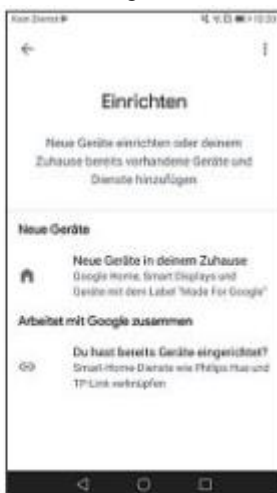 Kein Dienst
Einrichten
Neue Geräte einrichten oder deinem
Zuhause bereits vorhandene Geräte und
Dienste hinzufügen
Neue Geräte
Neue Geräte in deinem Zuhause
Google Home, Smart Displays und
Geräte mit dem Label "Made For Google"
Arbeitet mit Google zusammen
Du hast bereits Geräte eingerichtet?
Smart-Home-Dienste wie Philips Hue und
TP-Link verknüpfen